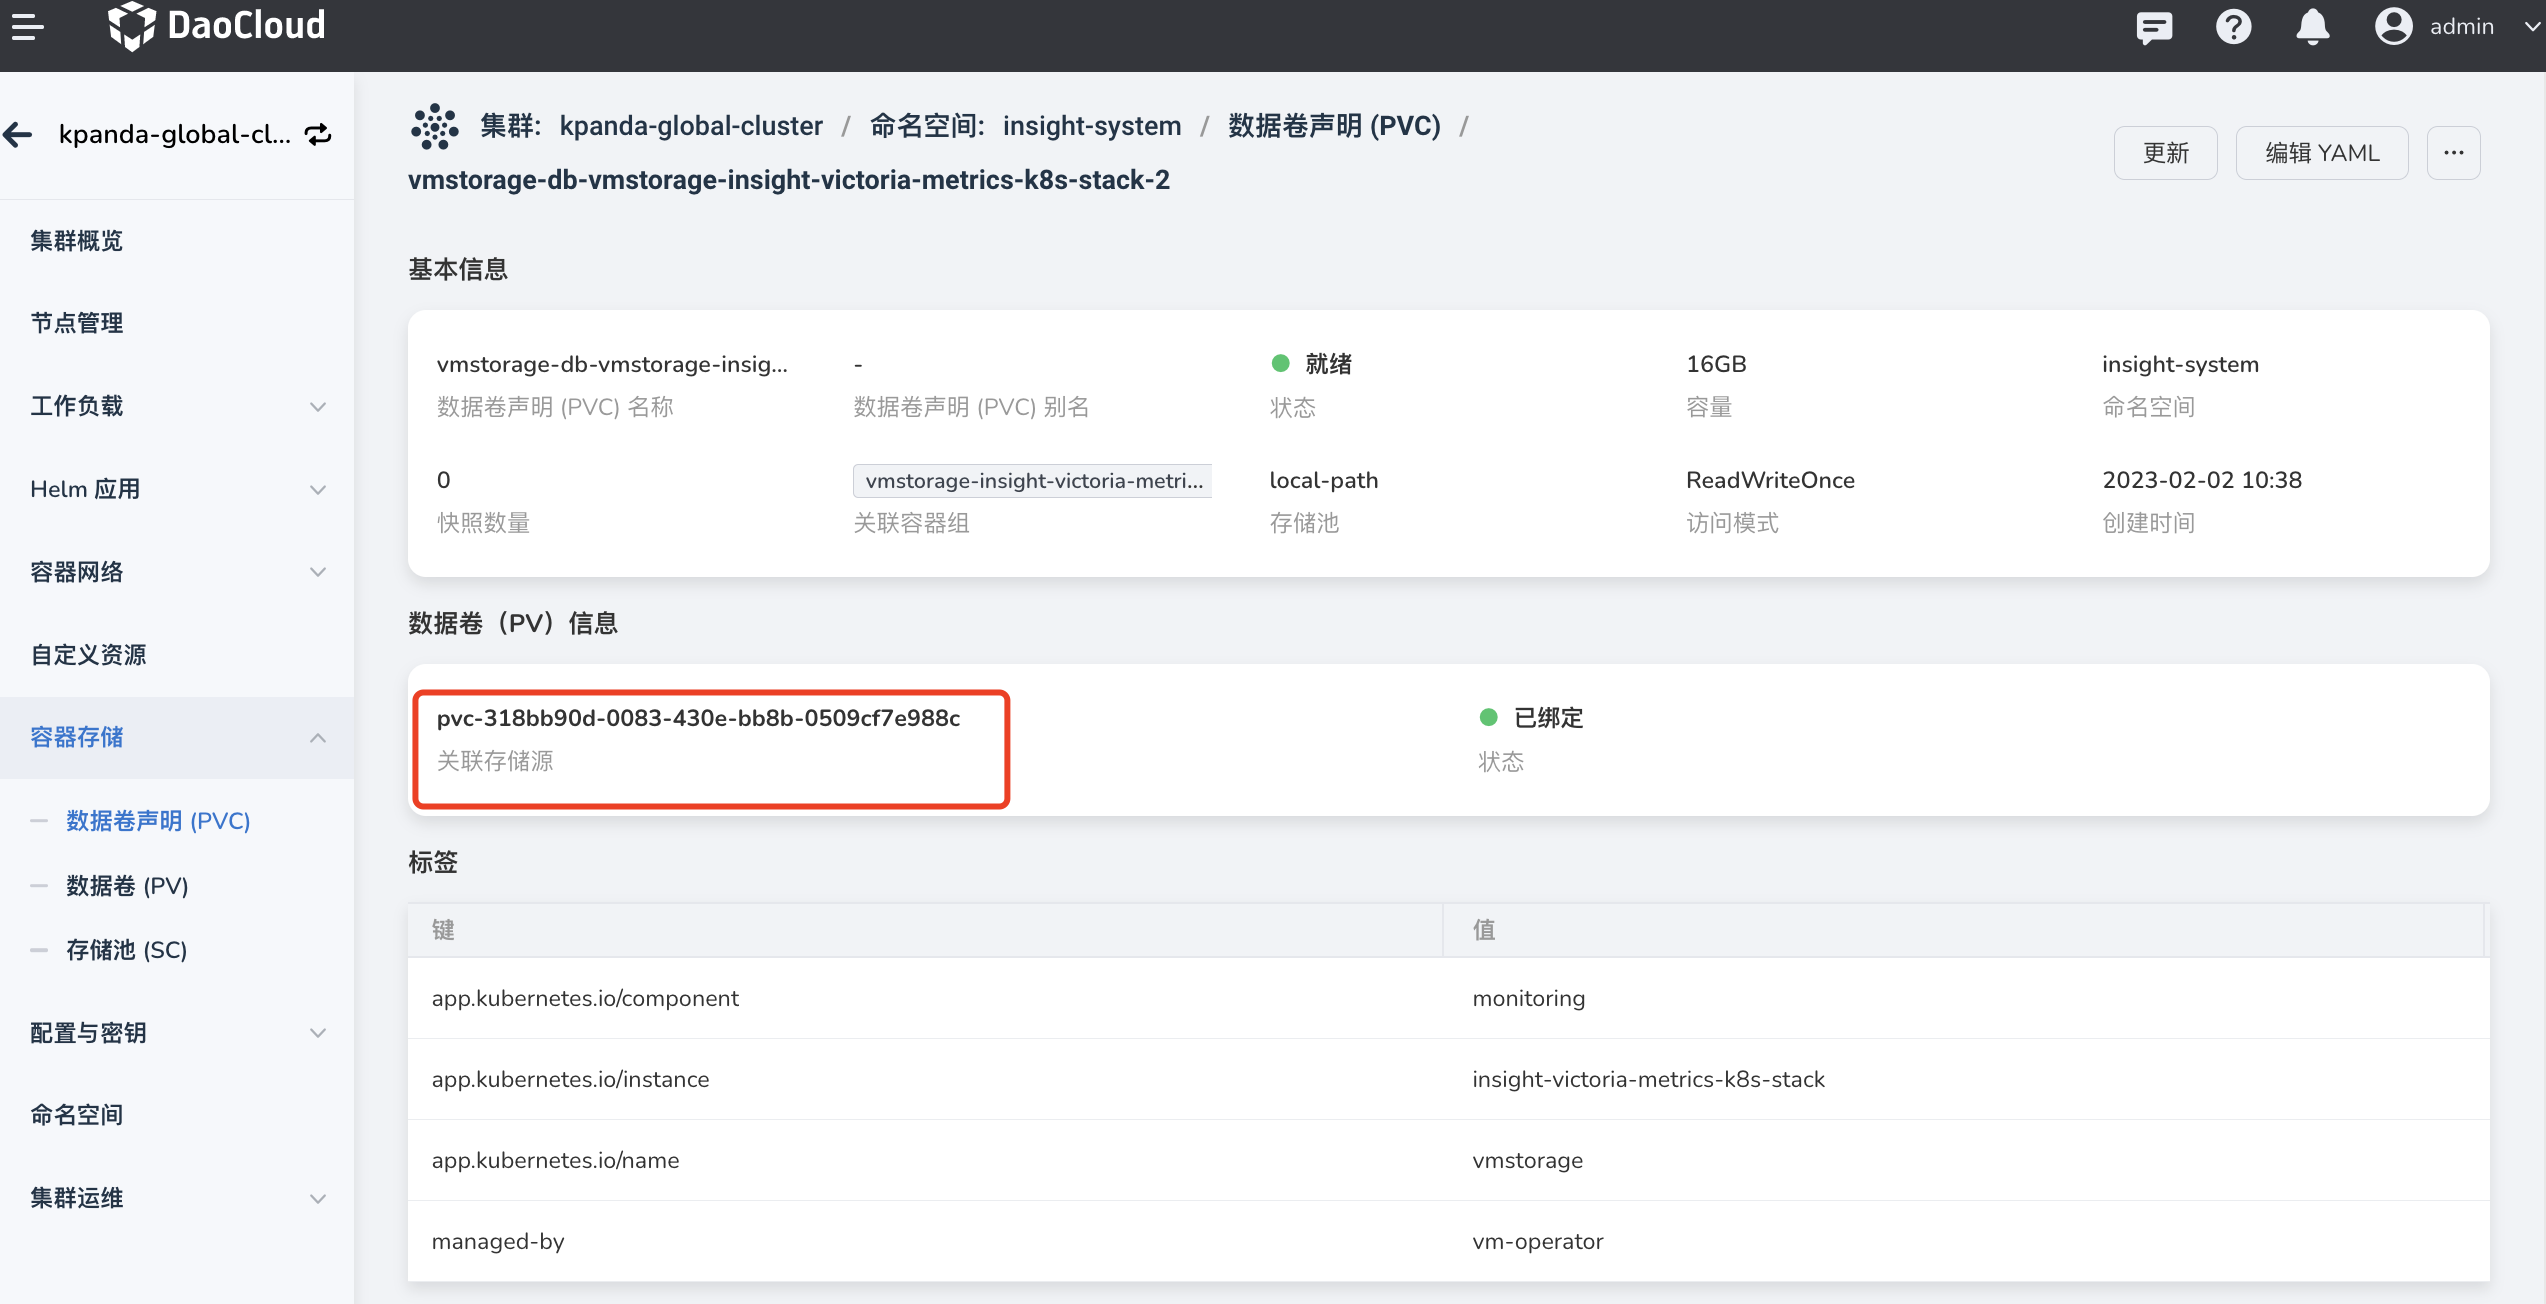 DaoCloud
admin
kpanda-global-cl...
集群: kpanda-global-cluster / 命名空间: insight-system / 数据卷声明 (PVC) /
vmstorage-db-vmstorage-insight-victoria-metrics-k8s-stack-2
更新
编辑 YAML
集群概览
节点管理
工作负载
Helm 应用
容器网络
自定义资源
容器存储
数据卷声明 (PVC)
数据卷 (PV)
存储池 (SC)
配置与密钥
命名空间
集群运维
基本信息
vmstorage-db-vmstorage-insig... - 就绪 16GB insight-system
数据卷声明 (PVC) 名称 数据卷声明 (PVC) 别名 状态 容量 命名空间
0 vmstorage-insight-victoria-metri... local-path ReadWriteOnce 2023-02-02 10:38
快照数量 关联容器组 存储池 访问模式 创建时间
数据卷（PV）信息
pvc-318bb90d-0083-430e-bb8b-0509cf7e988c 已绑定
关联存储源 状态
标签
键 值
app.kubernetes.io/component monitoring
app.kubernetes.io/instance insight-victoria-metrics-k8s-stack
app.kubernetes.io/name vmstorage
managed-by vm-operator